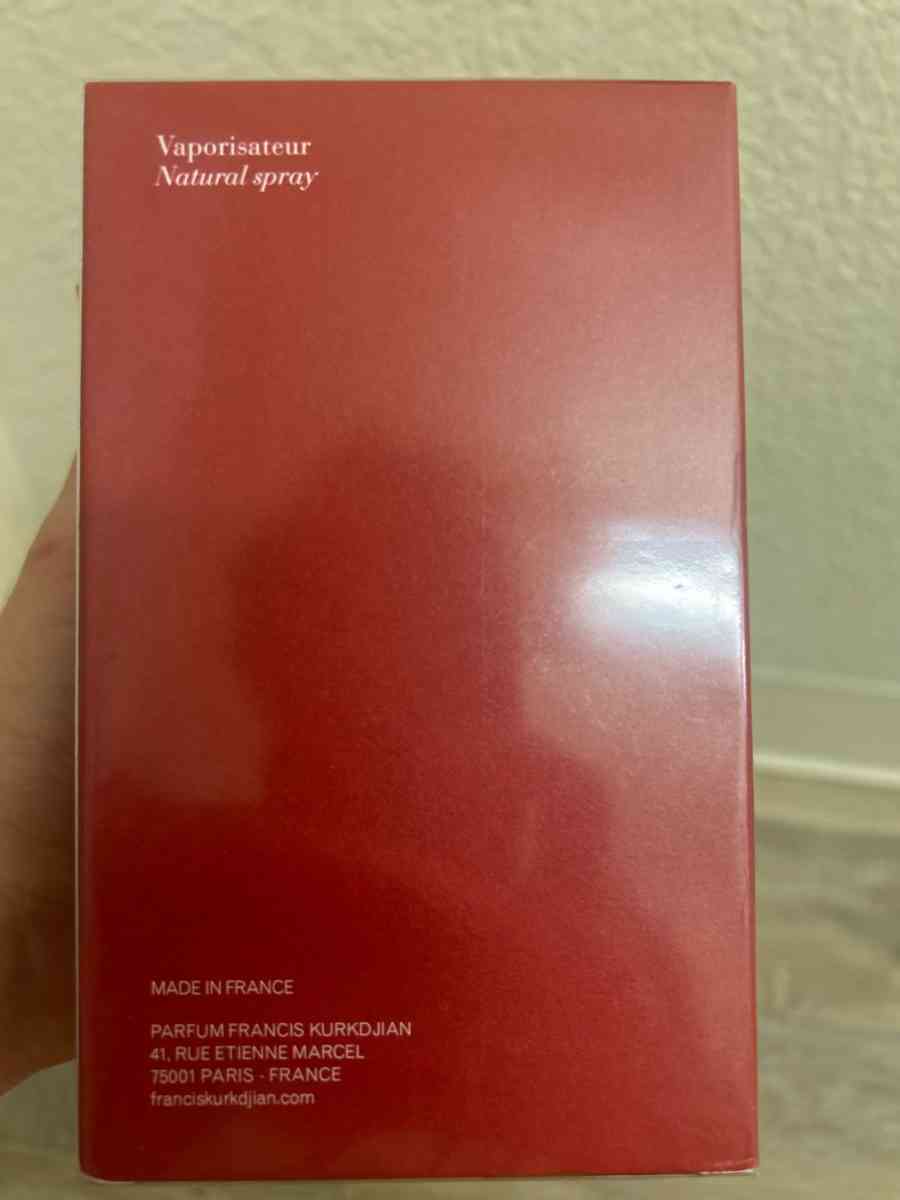 Vaporisateur
Natural spray
MADE IN FRANCE
PARFUM FRANCIS KURKDJIAN
41, RUE ETIENNE MARCEL
75001 PARIS - FRANCE
franciskurkdjian.com